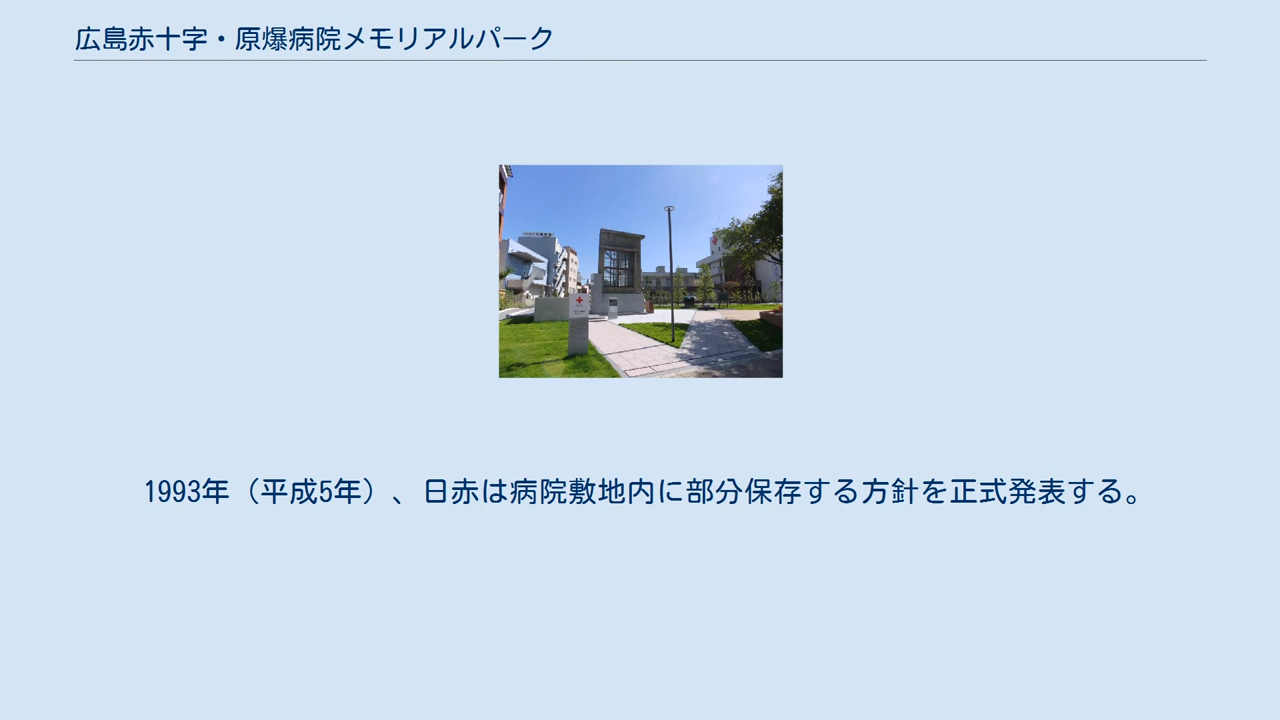 広島赤十字・原爆病院メモリアルパーク
1993年（平成5年）、日赤は病院敷地内に部分保存する方針を正式発表する。